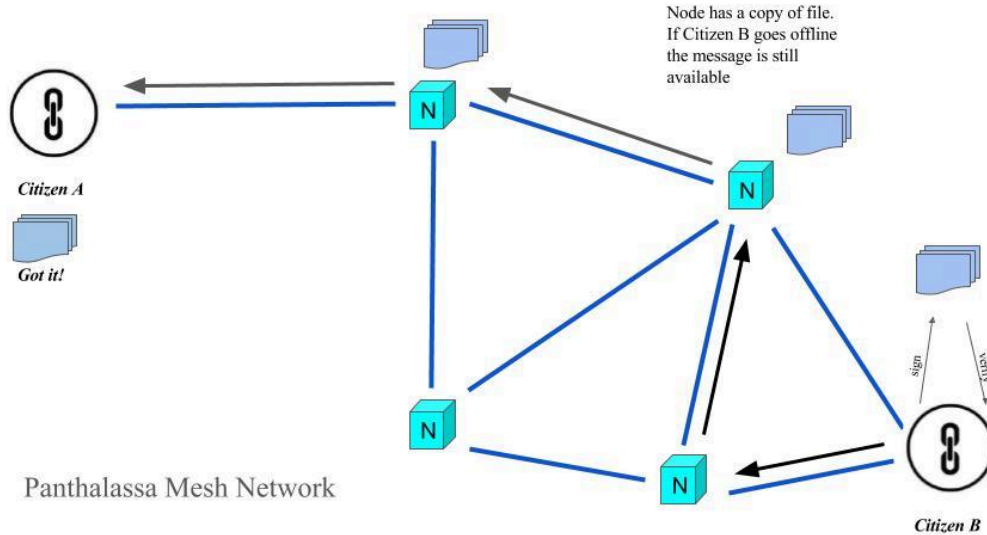 Node has a copy of file.
If Citizen B goes offline
the message is still
available
N
N
Citizen A
Got it!
sign
verify
N
N
Panthalassa Mesh Network
Citizen B